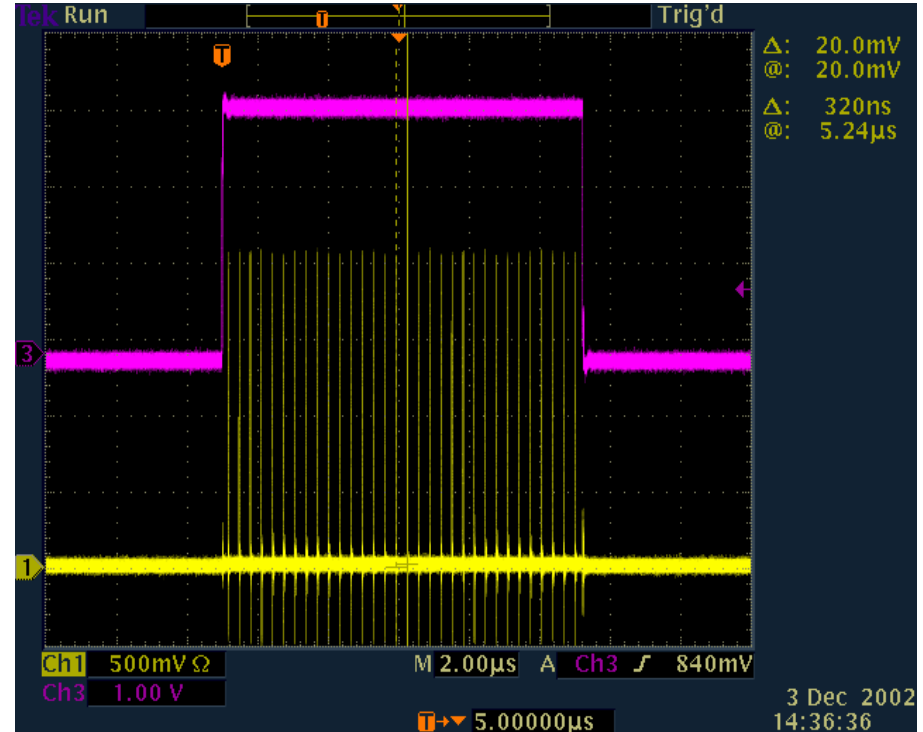 Tek Run Trig'd
T
T
Δ: 20.0mV
@: 20.0mV
Δ: 320ns
@: 5.24µs
3
1
Ch1 500mV Ω M 2.00µs A Ch3 ƒ 840mV
Ch3 1.00 V
T→▼ 5.00000µs
3 Dec 2002
14:36:36